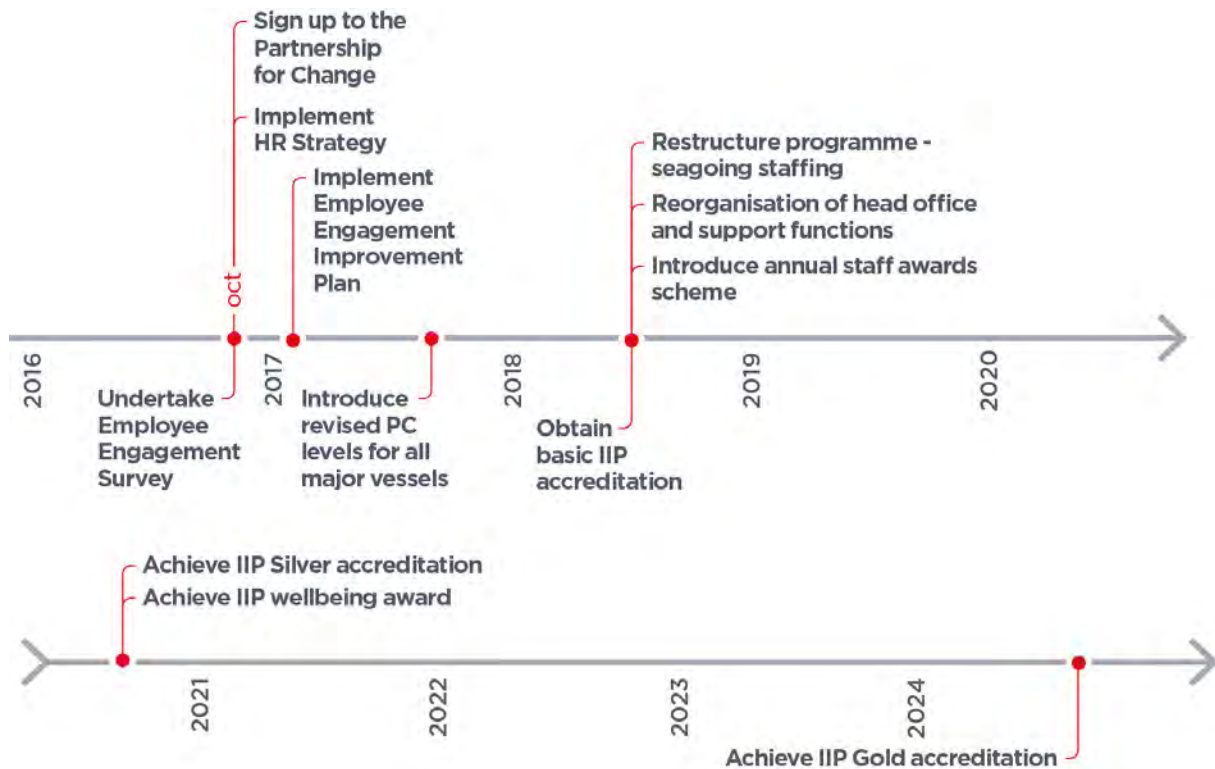 Sign up to the
Partnership
for Change
Implement
HR Strategy
Implement
Employee
Engagement
Improvement
Plan
Restructure programme -
seagoing staffing
Reorganisation of head office
and support functions
Introduce annual staff awards
scheme
oct
2016
2017
2018
2019
2020
Undertake
Employee
Engagement
Survey
Introduce
revised PC
levels for all
major vessels
Obtain
basic IIP
accreditation
Achieve IIP Silver accreditation
Achieve IIP wellbeing award
2021
2022
2023
2024
Achieve IIP Gold accreditation